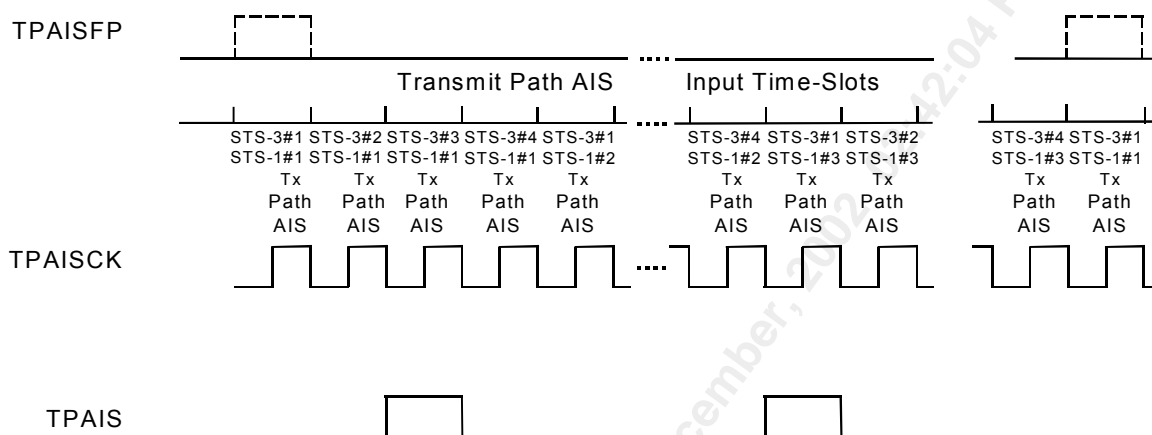 TPAISFP
Transmit Path AIS Input Time-Slots
STS-3#1 STS-3#2 STS-3#3 STS-3#4 STS-3#1 STS-3#4 STS-3#1 STS-3#2 STS-3#4 STS-3#1
STS-1#1 STS-1#1 STS-1#1 STS-1#1 STS-1#2 STS-1#2 STS-1#3 STS-1#3 STS-1#3 STS-1#1
Tx Tx Tx Tx Tx Tx Tx Tx Tx Tx
Path Path Path Path Path Path Path Path Path Path
AIS AIS AIS AIS AIS AIS AIS AIS AIS AIS
TPAISCK
TPAIS
cember, 2002 02:42:04